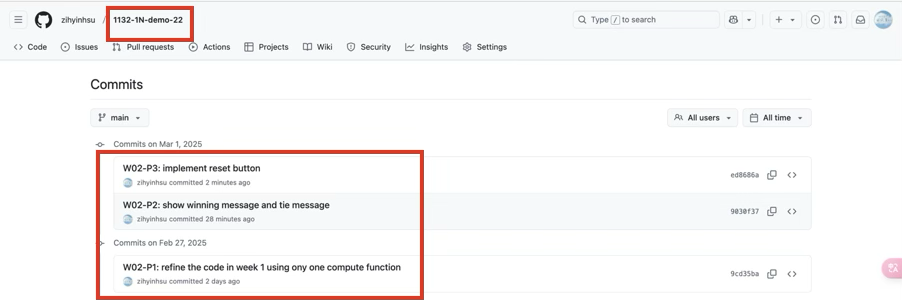 zihyinhsu / 1132-1N-demo-22 Type / to search
Code Issues Pull requests Actions Projects Wiki Security Insights Settings
Commits
main All users All time
Commits on Mar 1, 2025
W02-P3: implement reset button
zihyinhsu committed 2 minutes ago ed8686a
W02-P2: show winning message and tie message
zihyinhsu committed 28 minutes ago 9030f37
Commits on Feb 27, 2025
W02-P1: refine the code in week 1 using ony one compute function
zihyinhsu committed 2 days ago 9cd35ba